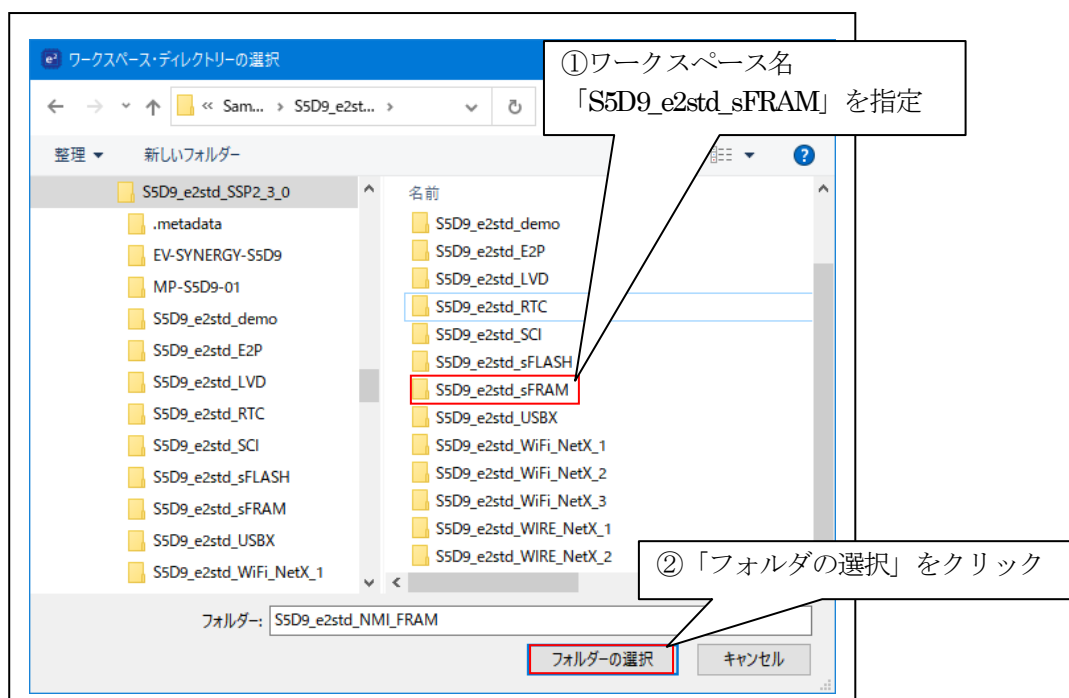 ワークスペース・ディレクトリーの選択
①ワークスペース名
「S5D9_e2std_sFRAM」を指定
« Sam... › S5D9_e2st... ›
整理 新しいフォルダー
S5D9_e2std_SSP2_3_0
.metadata
EV-SYNERGY-S5D9
MP-S5D9-01
S5D9_e2std_demo
S5D9_e2std_E2P
S5D9_e2std_LVD
S5D9_e2std_RTC
S5D9_e2std_SCI
S5D9_e2std_sFLASH
S5D9_e2std_sFRAM
S5D9_e2std_USBX
S5D9_e2std_WiFi_NetX_1
名前
S5D9_e2std_demo
S5D9_e2std_E2P
S5D9_e2std_LVD
S5D9_e2std_RTC
S5D9_e2std_SCI
S5D9_e2std_sFLASH
S5D9_e2std_sFRAM
S5D9_e2std_USBX
S5D9_e2std_WiFi_NetX_1
S5D9_e2std_WiFi_NetX_2
S5D9_e2std_WiFi_NetX_3
S5D9_e2std_WIRE_NetX_1
S5D9_e2std_WIRE_NetX_2
②「フォルダの選択」をクリック
フォルダー: S5D9_e2std_NMI_FRAM
フォルダーの選択 キャンセル